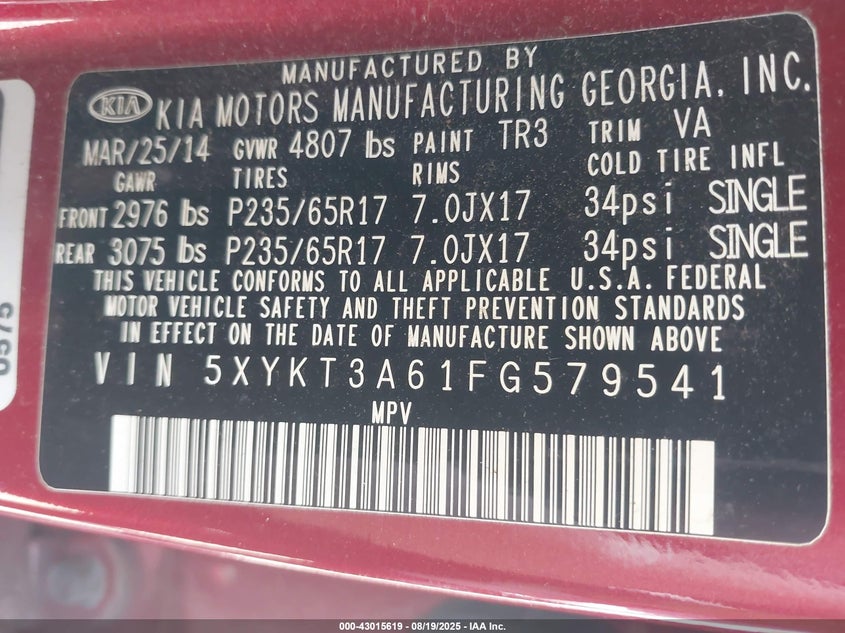 MANUFACTURED BY
KIA KIA MOTORS MANUFACTURING GEORGIA, INC.
MAR/25/14 GVWR 4807 lbs PAINT TR3 TRIM VA
GAWR TIRES RIMS COLD TIRE INFL
FRONT 2976 lbs P235/65R17 7.0JX17 34psi SINGLE
REAR 3075 lbs P235/65R17 7.0JX17 34psi SINGLE
THIS VEHICLE CONFORMS TO ALL APPLICABLE U.S.A. FEDERAL
MOTOR VEHICLE SAFETY AND THEFT PREVENTION STANDARDS
IN EFFECT ON THE DATE OF MANUFACTURE SHOWN ABOVE
VIN 5XYKT3A61FG579541
MPV
000-43015619 - 08/19/2025 - IAA Inc.